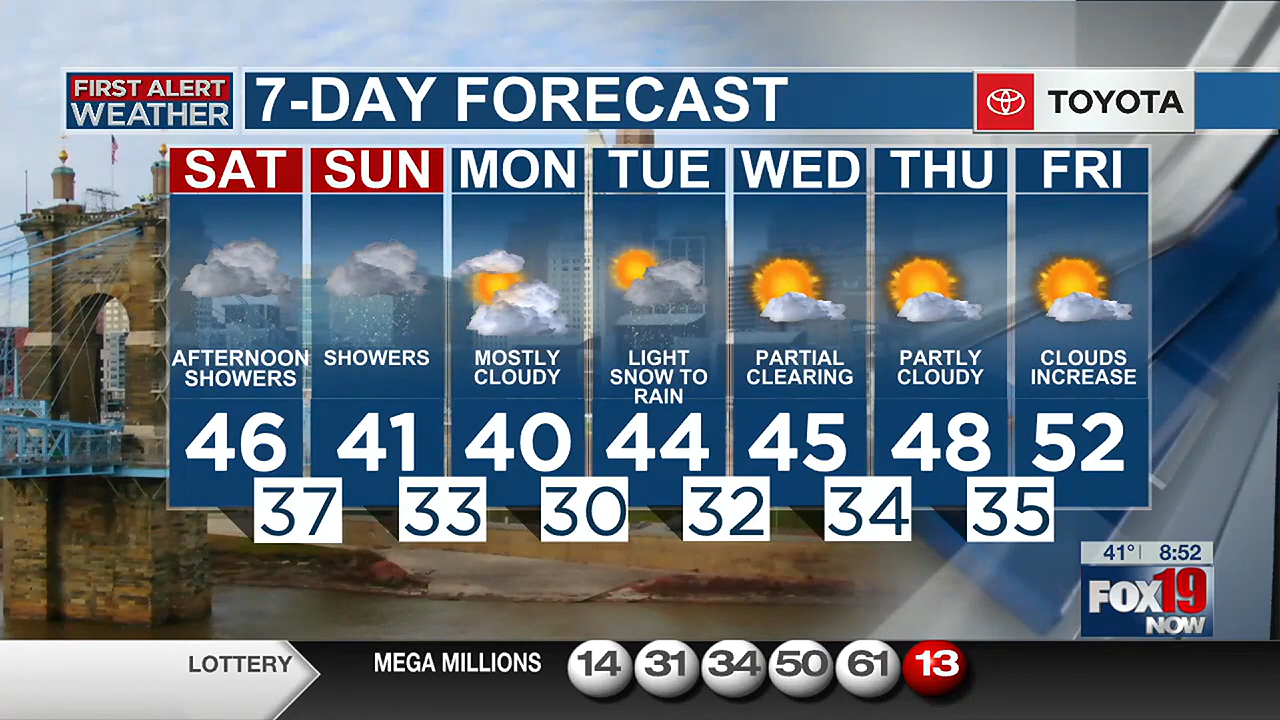 FIRST ALERT
WEATHER
7-DAY FORECAST
TOYOTA
SAT SUN MON TUE WED THU FRI
AFTERNOON
SHOWERS
SHOWERS
MOSTLY
CLOUDY
LIGHT
SNOW TO
RAIN
PARTIAL
CLEARING
PARTLY
CLOUDY
CLOUDS
INCREASE
46 41 40 44 45 48 52
37 33 30 32 34 35
41° 8:52
FOX19
NOW
LOTTERY MEGA MILLIONS 14 31 34 50 61 13